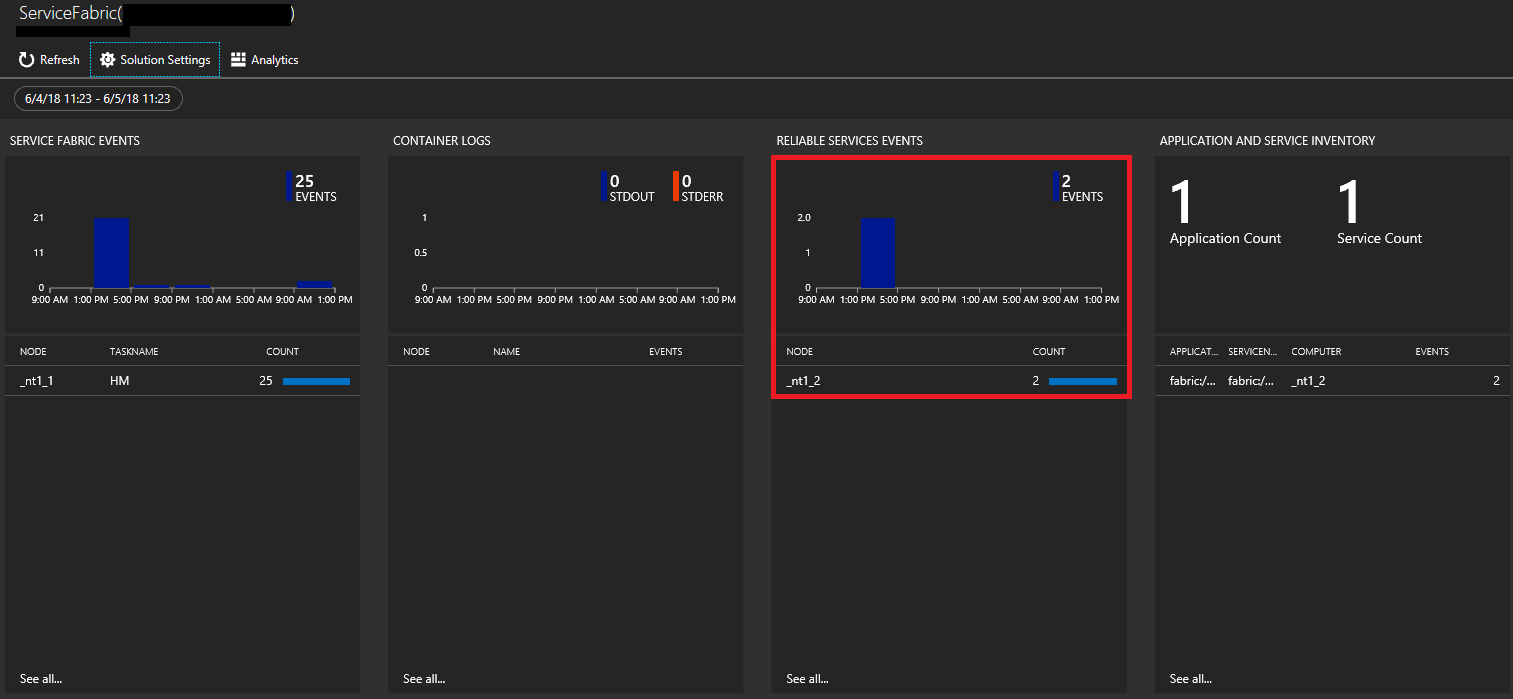 ServiceFabric( )
Refresh Solution Settings Analytics
6/4/18 11:23 - 6/5/18 11:23
SERVICE FABRIC EVENTS
25
EVENTS
21
11
0
9:00 AM 1:00 PM 5:00 PM 9:00 PM 1:00 AM 5:00 AM 9:00 AM 1:00 PM
NODE TASKNAME COUNT
_nt1_1 HM 25
See all...
CONTAINER LOGS
0 0
STDOUT STDERR
1
0.5
0
9:00 AM 1:00 PM 5:00 PM 9:00 PM 1:00 AM 5:00 AM 9:00 AM 1:00 PM
NODE NAME EVENTS
See all...
RELIABLE SERVICES EVENTS
2
EVENTS
2.0
1
0
9:00 AM 1:00 PM 5:00 PM 9:00 PM 1:00 AM 5:00 AM 9:00 AM 1:00 PM
NODE COUNT
_nt1_2 2
See all...
APPLICATION AND SERVICE INVENTORY
1 1
Application Count Service Count
APPLICAT... SERVICEN... COMPUTER EVENTS
fabric:/... fabric:/... _nt1_2 2
See all...